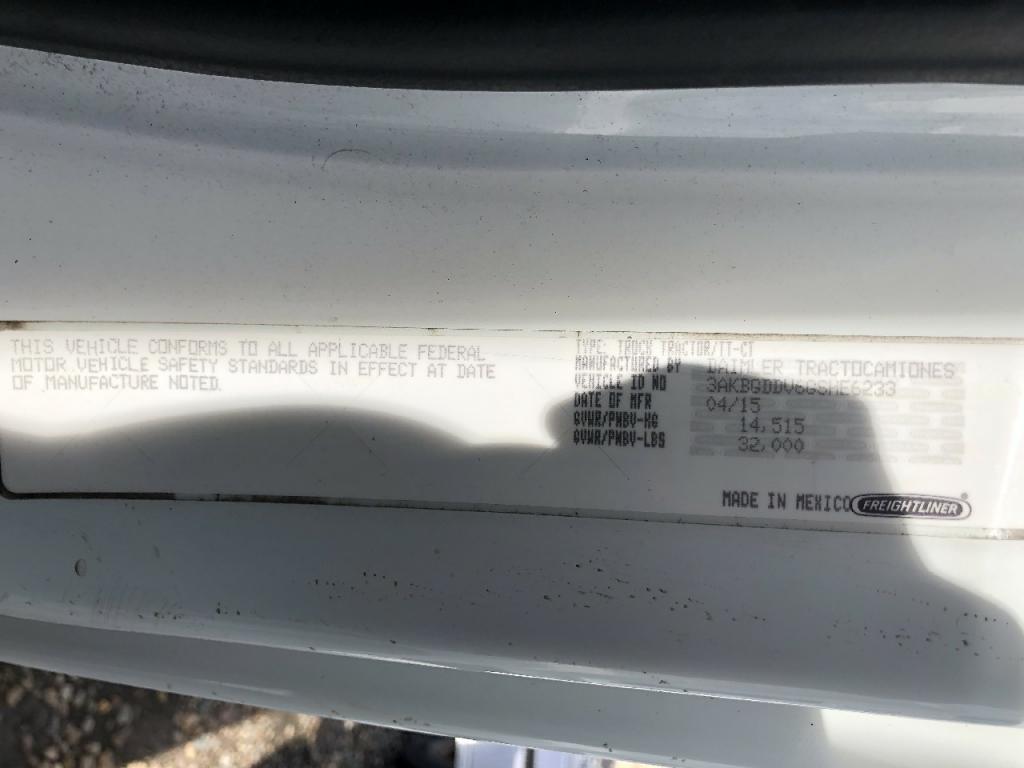 THIS VEHICLE CONFORMS TO ALL APPLICABLE FEDERAL
MOTOR VEHICLE SAFETY STANDARDS IN EFFECT AT DATE
OF MANUFACTURE NOTED.
TYPE: TRUCK TRACTOR/TT-CT
MANUFACTURED BY DAIMLER TRACTOCAMIONES
VEHICLE ID NO
DATE OF MFR 04/15
GVWR/PNBV-KG 14,515
GVWR/PNBV-LBS 32,000
MADE IN MEXICO FREIGHTLINER®